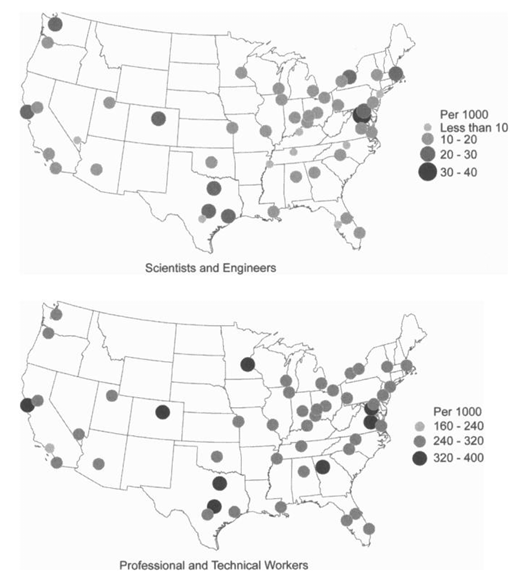 Per 1000
Less than 10
10 - 20
20 - 30
30 - 40
Scientists and Engineers
Per 1000
160 - 240
240 - 320
320 - 400
Professional and Technical Workers